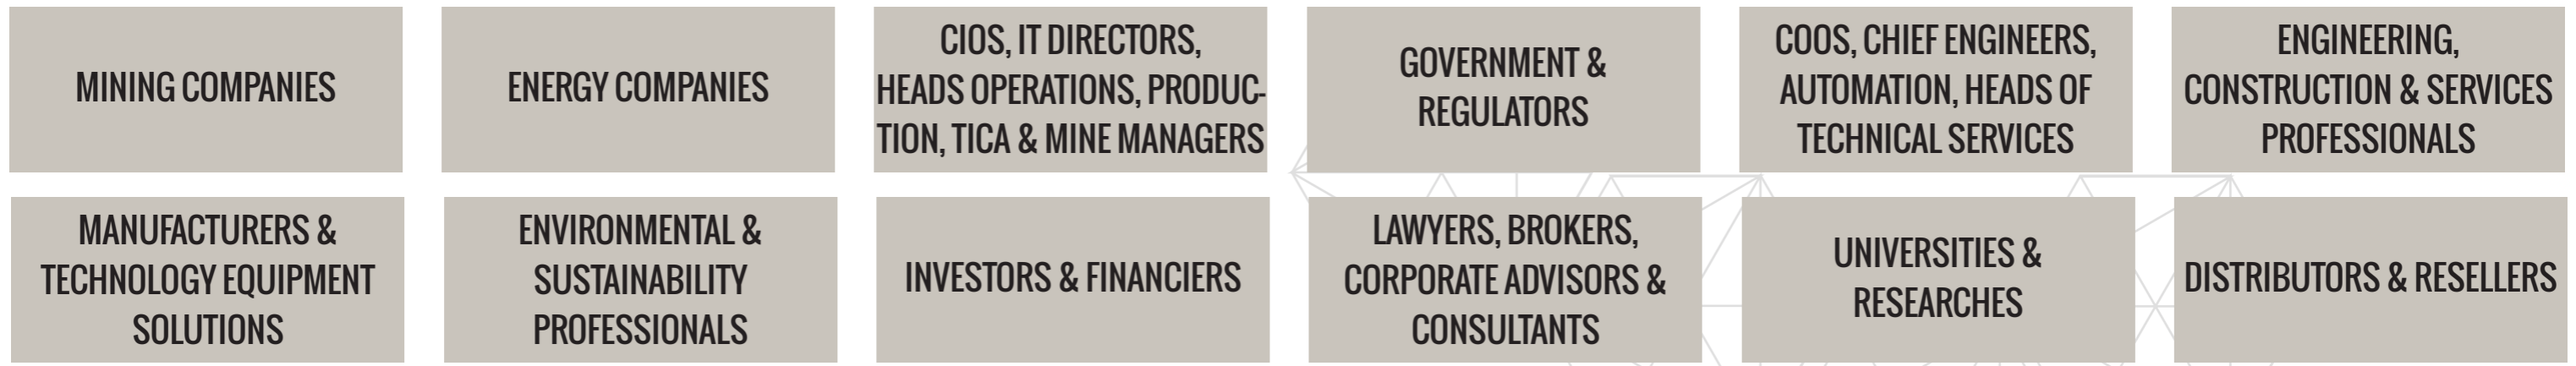 MINING COMPANIES
ENERGY COMPANIES
CIOS, IT DIRECTORS,
HEADS OPERATIONS, PRODUC-
TION, TICA & MINE MANAGERS
GOVERNMENT &
REGULATORS
COOS, CHIEF ENGINEERS,
AUTOMATION, HEADS OF
TECHNICAL SERVICES
ENGINEERING,
CONSTRUCTION & SERVICES
PROFESSIONALS
MANUFACTURERS &
TECHNOLOGY EQUIPMENT
SOLUTIONS
ENVIRONMENTAL &
SUSTAINABILITY
PROFESSIONALS
INVESTORS & FINANCIERS
LAWYERS, BROKERS,
CORPORATE ADVISORS &
CONSULTANTS
UNIVERSITIES &
RESEARCHES
DISTRIBUTORS & RESELLERS